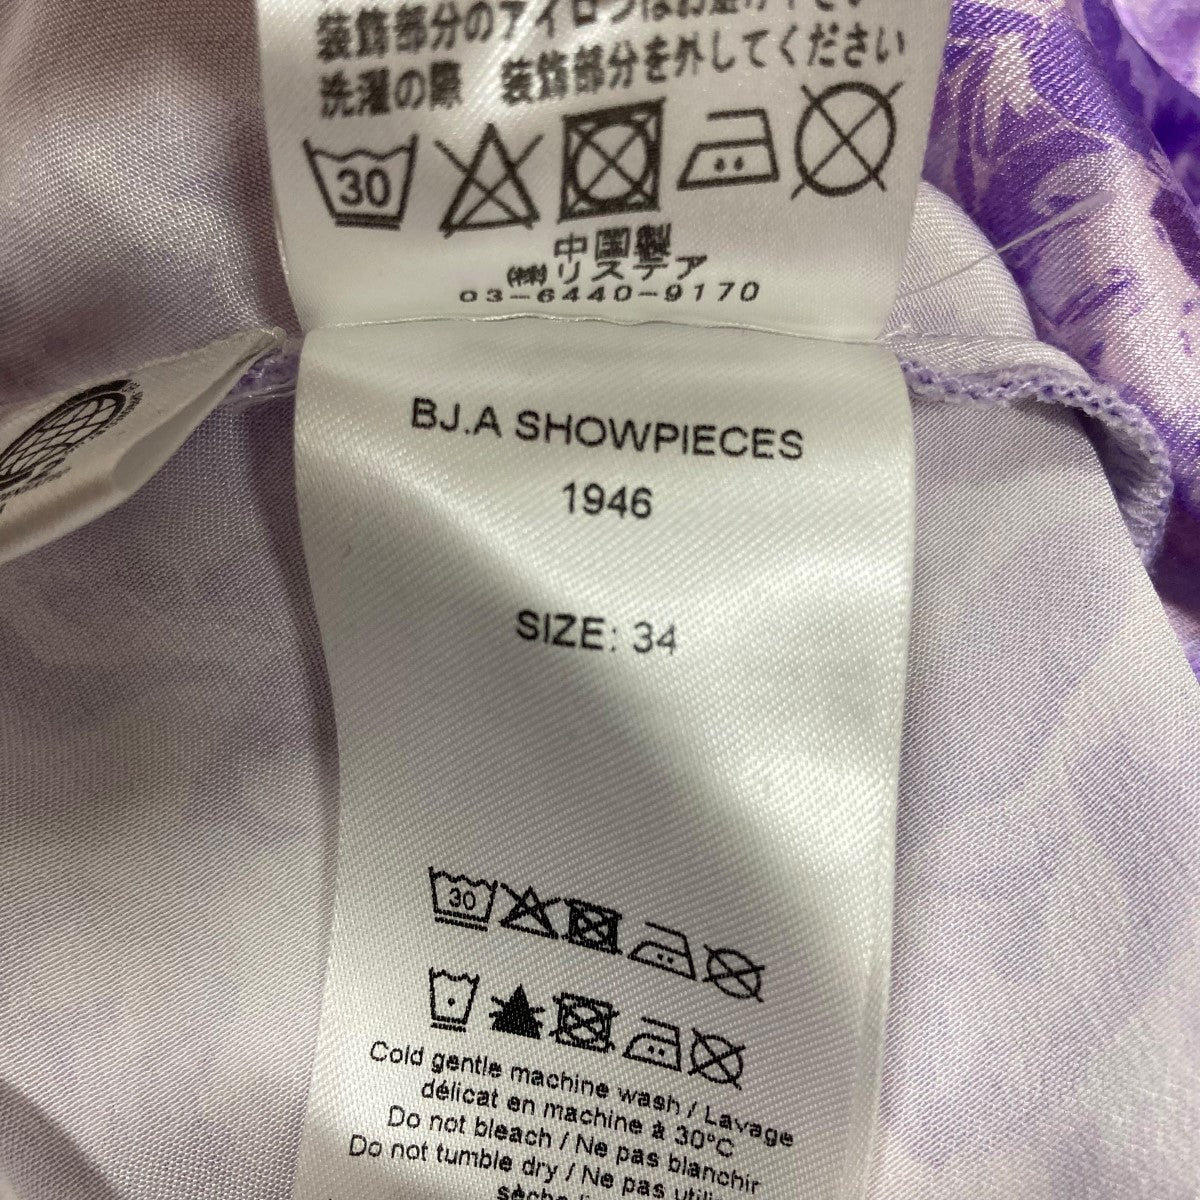 装飾部分のアイロンはお避け下さい
洗濯の際 装飾部分を外してください
30
中国製
(株)リステア
03-6440-9170
BJ.A SHOWPIECES
1946
SIZE: 34
30
Cold gentle machine wash / Lavage
délicat en machine à 30°C
Do not bleach / Ne pas blanchir
Do not tumble dry / Ne pas